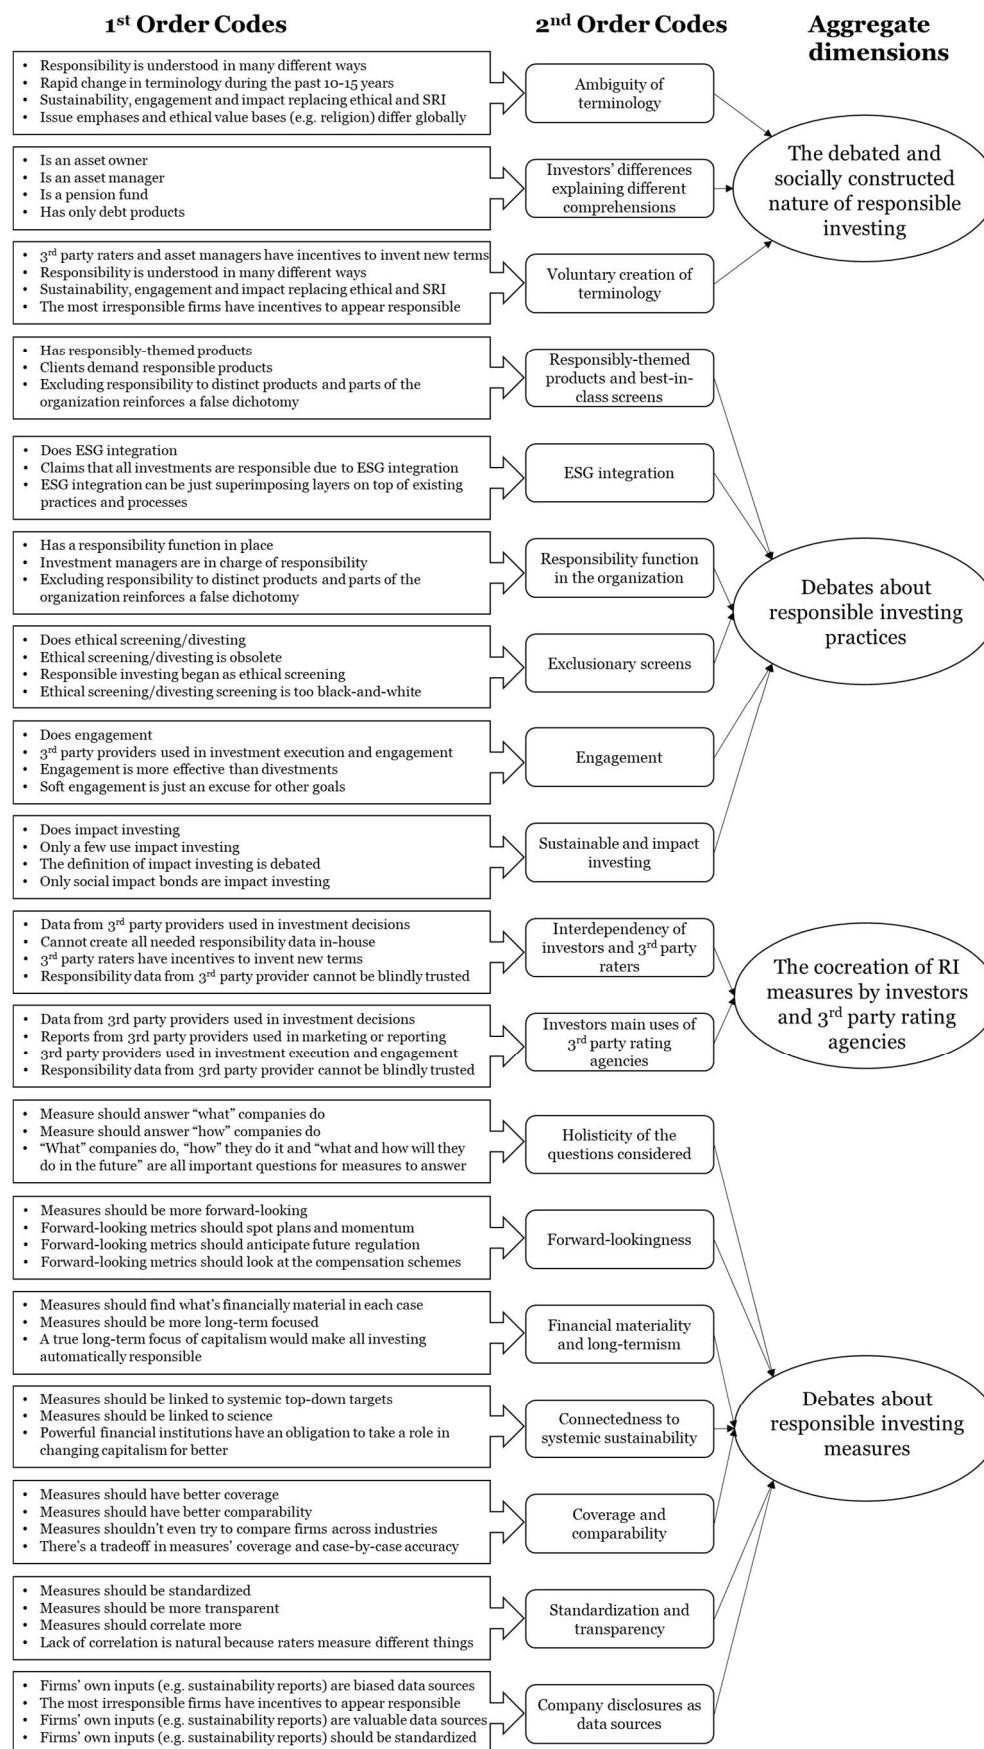 1st Order Codes
2nd Order Codes
Aggregate
dimensions
• Responsibility is understood in many different ways
• Rapid change in terminology during the past 10-15 years
• Sustainability, engagement and impact replacing ethical and SRI
• Issue emphases and ethical value bases (e.g. religion) differ globally
Ambiguity of
terminology
• Is an asset owner
• Is an asset manager
• Is a pension fund
• Has only debt products
Investors' differences
explaining different
comprehensions
• 3rd party raters and asset managers have incentives to invent new terms
• Responsibility is understood in many different ways
• Sustainability, engagement and impact replacing ethical and SRI
• The most irresponsible firms have incentives to appear responsible
Voluntary creation of
terminology
The debated and
socially constructed
nature of responsible
investing
• Has responsibly-themed products
• Clients demand responsible products
• Excluding responsibility to distinct products and parts of the
organization reinforces a false dichotomy
Responsibly-themed
products and best-in-
class screens
• Does ESG integration
• Claims that all investments are responsible due to ESG integration
• ESG integration can be just superimposing layers on top of existing
practices and processes
ESG integration
• Has a responsibility function in place
• Investment managers are in charge of responsibility
• Excluding responsibility to distinct products and parts of the
organization reinforces a false dichotomy
Responsibility function
in the organization
• Does ethical screening/divesting
• Ethical screening/divesting is obsolete
• Responsible investing began as ethical screening
• Ethical screening/divesting screening is too black-and-white
Exclusionary screens
• Does engagement
• 3rd party providers used in investment execution and engagement
• Engagement is more effective than divestments
• Soft engagement is just an excuse for other goals
Engagement
• Does impact investing
• Only a few use impact investing
• The definition of impact investing is debated
• Only social impact bonds are impact investing
Sustainable and impact
investing
Debates about
responsible investing
practices
• Data from 3rd party providers used in investment decisions
• Cannot create all needed responsibility data in-house
• 3rd party raters have incentives to invent new terms
• Responsibility data from 3rd party provider cannot be blindly trusted
Interdependency of
investors and 3rd party
raters
• Data from 3rd party providers used in investment decisions
• Reports from 3rd party providers used in marketing or reporting
• 3rd party providers used in investment execution and engagement
• Responsibility data from 3rd party provider cannot be blindly trusted
Investors main uses of
3rd party rating
agencies
The cocreation of RI
measures by investors
and 3rd party rating
agencies
• Measure should answer "what" companies do
• Measure should answer "how" companies do
• "What" companies do, "how" they do it and "what and how will they
do in the future" are all important questions for measures to answer
Holisticity of the
questions considered
• Measures should be more forward-looking
• Forward-looking metrics should spot plans and momentum
• Forward-looking metrics should anticipate future regulation
• Forward-looking metrics should look at the compensation schemes
Forward-lookingness
• Measures should find what's financially material in each case
• Measures should be more long-term focused
• A true long-term focus of capitalism would make all investing
automatically responsible
Financial materiality
and long-termism
• Measures should be linked to systemic top-down targets
• Measures should be linked to science
• Powerful financial institutions have an obligation to take a role in
changing capitalism for better
Connectedness to
systemic sustainability
• Measures should have better coverage
• Measures should have better comparability
• Measures shouldn't even try to compare firms across industries
• There's a tradeoff in measures' coverage and case-by-case accuracy
Coverage and
comparability
• Measures should be standardized
• Measures should be more transparent
• Measures should correlate more
• Lack of correlation is natural because raters measure different things
Standardization and
transparency
• Firms' own inputs (e.g. sustainability reports) are biased data sources
• The most irresponsible firms have incentives to appear responsible
• Firms' own inputs (e.g. sustainability reports) are valuable data sources
• Firms' own inputs (e.g. sustainability reports) should be standardized
Company disclosures as
data sources
Debates about
responsible investing
measures